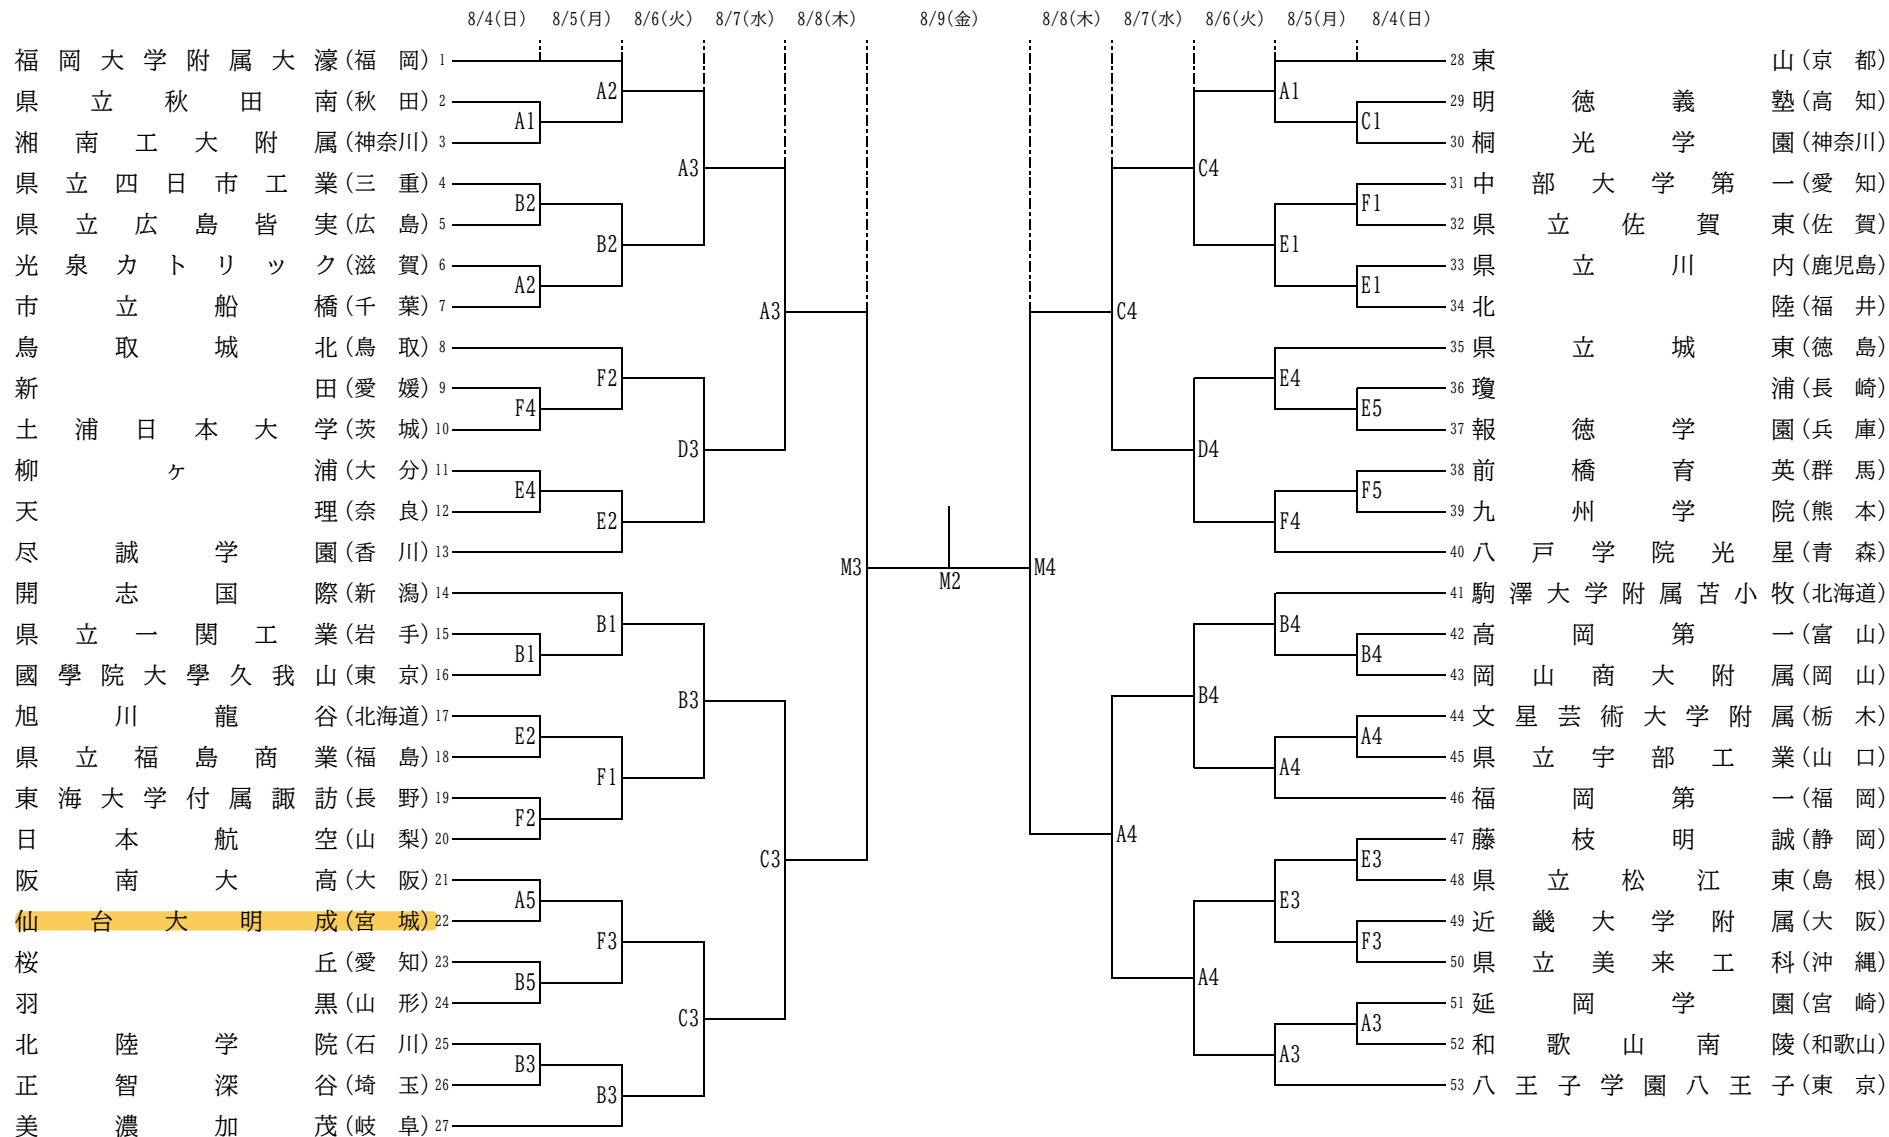 8/4(日) 8/5(月) 8/6(火) 8/7(水) 8/8(木) 8/9(金) 8/8(木) 8/7(水) 8/6(火) 8/5(月) 8/4(日)
福岡大学附属大濠(福岡) 1
県立秋田南(秋田) 2
湘南工大附属(神奈川) 3
県立四日市工業(三重) 4
県立広島皆実(広島) 5
光泉カトリック(滋賀) 6
市立船橋(千葉) 7
鳥取城北(鳥取) 8
新田(愛媛) 9
土浦日本大学(茨城) 10
柳ヶ浦(大分) 11
天理(奈良) 12
尽誠学園(香川) 13
開志国際(新潟) 14
県立一関工業(岩手) 15
國學院大學久我山(東京) 16
旭川龍谷(北海道) 17
県立福島商業(福島) 18
東海大学付属諏訪(長野) 19
日本航空(山梨) 20
阪南大高(大阪) 21
仙台大明成(宮城) 22
桜丘(愛知) 23
羽黒(山形) 24
北陸学院(石川) 25
正智深谷(埼玉) 26
美濃加茂(岐阜) 27
A1
B2
A2
F4
E4
B1
E2
F2
A5
B5
B3
A2
B2
F2
E2
B1
F1
F3
B3
A3
D3
B3
C3
A3
C3
M3
M2
M4
C4
A4
C4
D4
B4
A4
A1
E1
E4
F4
B4
A4
E3
A3
C1
F1
E1
E5
F5
B4
A4
E3
F3
A3
28 東山(京都)
29 明徳義塾(高知)
30 桐光学園(神奈川)
31 中部大学第一(愛知)
32 県立佐賀東(佐賀)
33 県立川内(鹿児島)
34 北陸(福井)
35 県立城東(徳島)
36 瓊浦(長崎)
37 報徳学園(兵庫)
38 前橋育英(群馬)
39 九州学院(熊本)
40 八戸学院光星(青森)
41 駒澤大学附属苫小牧(北海道)
42 高岡第一(富山)
43 岡山商大附属(岡山)
44 文星芸術大学附属(栃木)
45 県立宇部工業(山口)
46 福岡第一(福岡)
47 藤枝明誠(静岡)
48 県立松江東(島根)
49 近畿大学附属(大阪)
50 県立美来工科(沖縄)
51 延岡学園(宮崎)
52 和歌山南陵(和歌山)
53 八王子学園八王子(東京)